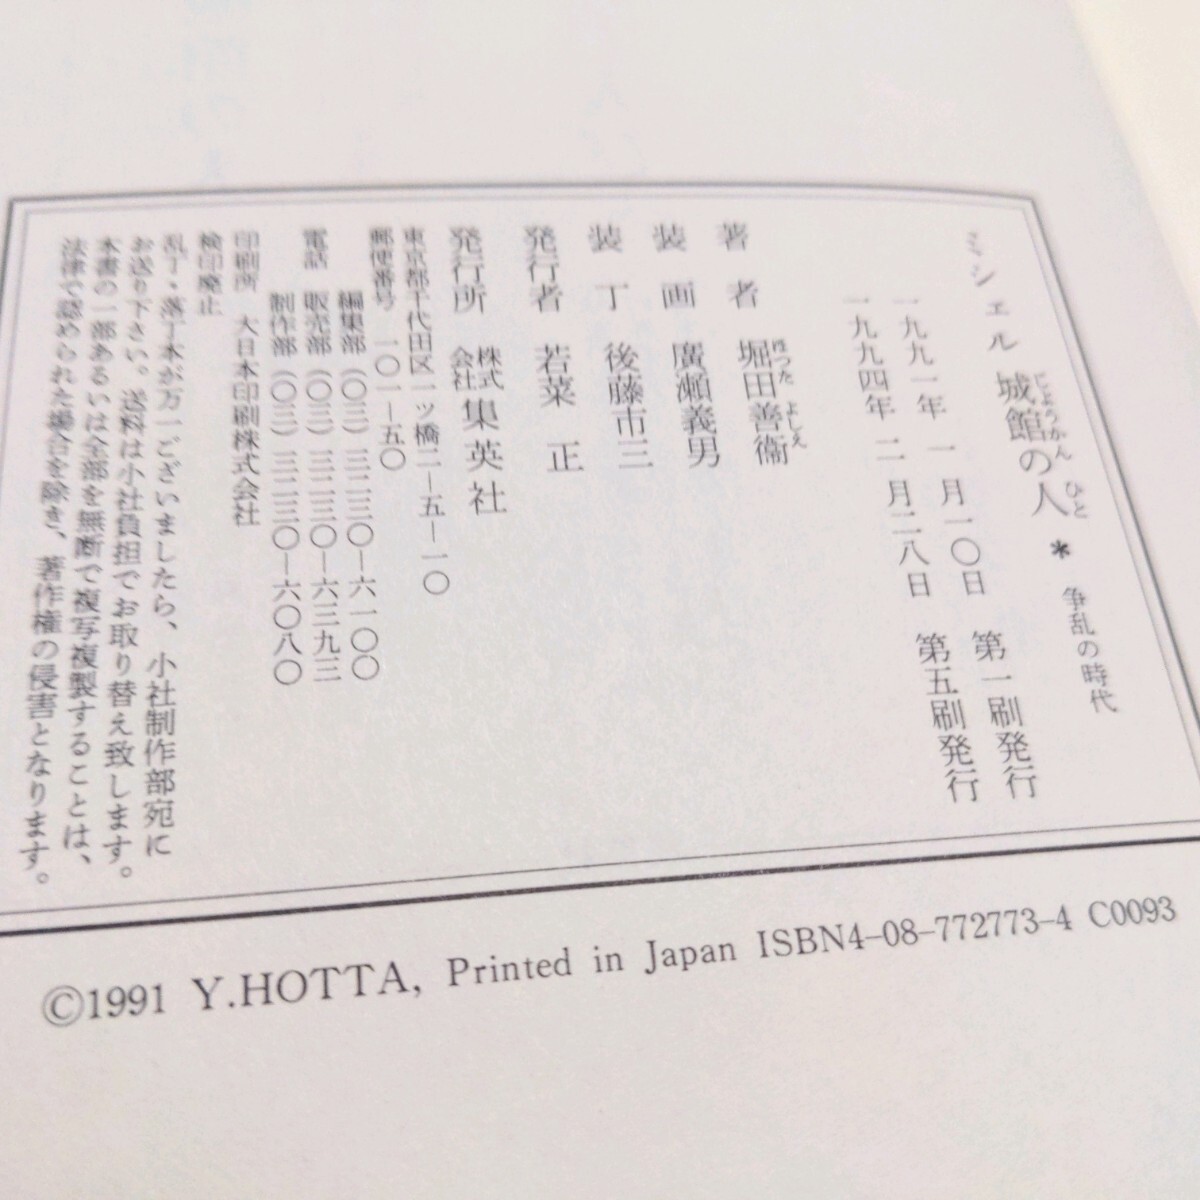 ミシェル 城館の人 * 争乱の時代
じょうかん ひと
一九九一年 一月一〇日 第一刷発行
一九九四年 二月二八日 第五刷発行
著者 堀田善衞
ほった よしえ
装画 廣瀬義男
装丁 後藤市三
発行者 若菜 正
発行所 株式会社 集英社
東京都千代田区一ッ橋二―五―一〇
郵便番号 一〇一―五〇
編集部 (〇三) 三二三〇―六一〇〇
電話 販売部 (〇三) 三二三〇―六三九三
制作部 (〇三) 三二三〇―六〇八〇
印刷所 大日本印刷株式会社
検印廃止
乱丁・落丁本が万一ございましたら、小社制作部宛に
お送り下さい。送料は小社負担でお取り替え致します。
本書の一部あるいは全部を無断で複写複製することは、
法律で認められた場合を除き、著作権の侵害となります。
©1991 Y.HOTTA, Printed in Japan ISBN4-08-772773-4 C0093